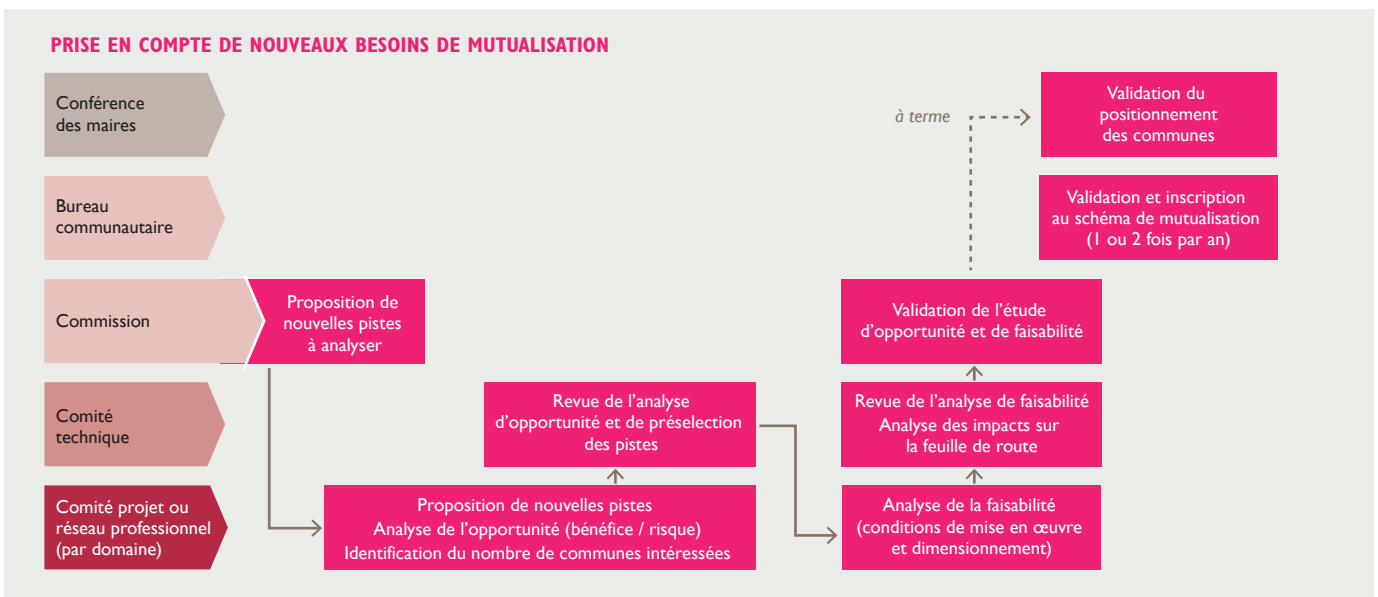 PRISE EN COMPTE DE NOUVEAUX BESOINS DE MUTUALISATION
Conférence
des maires
à terme
Validation du
positionnement
des communes
Bureau
communautaire
Validation et inscription
au schéma de mutualisation
(1 ou 2 fois par an)
Commission
Proposition de
nouvelles pistes
à analyser
Validation de l’étude
d’opportunité et de faisabilité
Comité
technique
Revue de l’analyse
d’opportunité et de préselection
des pistes
Revue de l’analyse de faisabilité
Analyse des impacts sur
la feuille de route
Comité projet ou
réseau professionnel
(par domaine)
Proposition de nouvelles pistes
Analyse de l’opportunité (bénéfice / risque)
Identification du nombre de communes intéressées
Analyse de la faisabilité
(conditions de mise en œuvre
et dimensionnement)